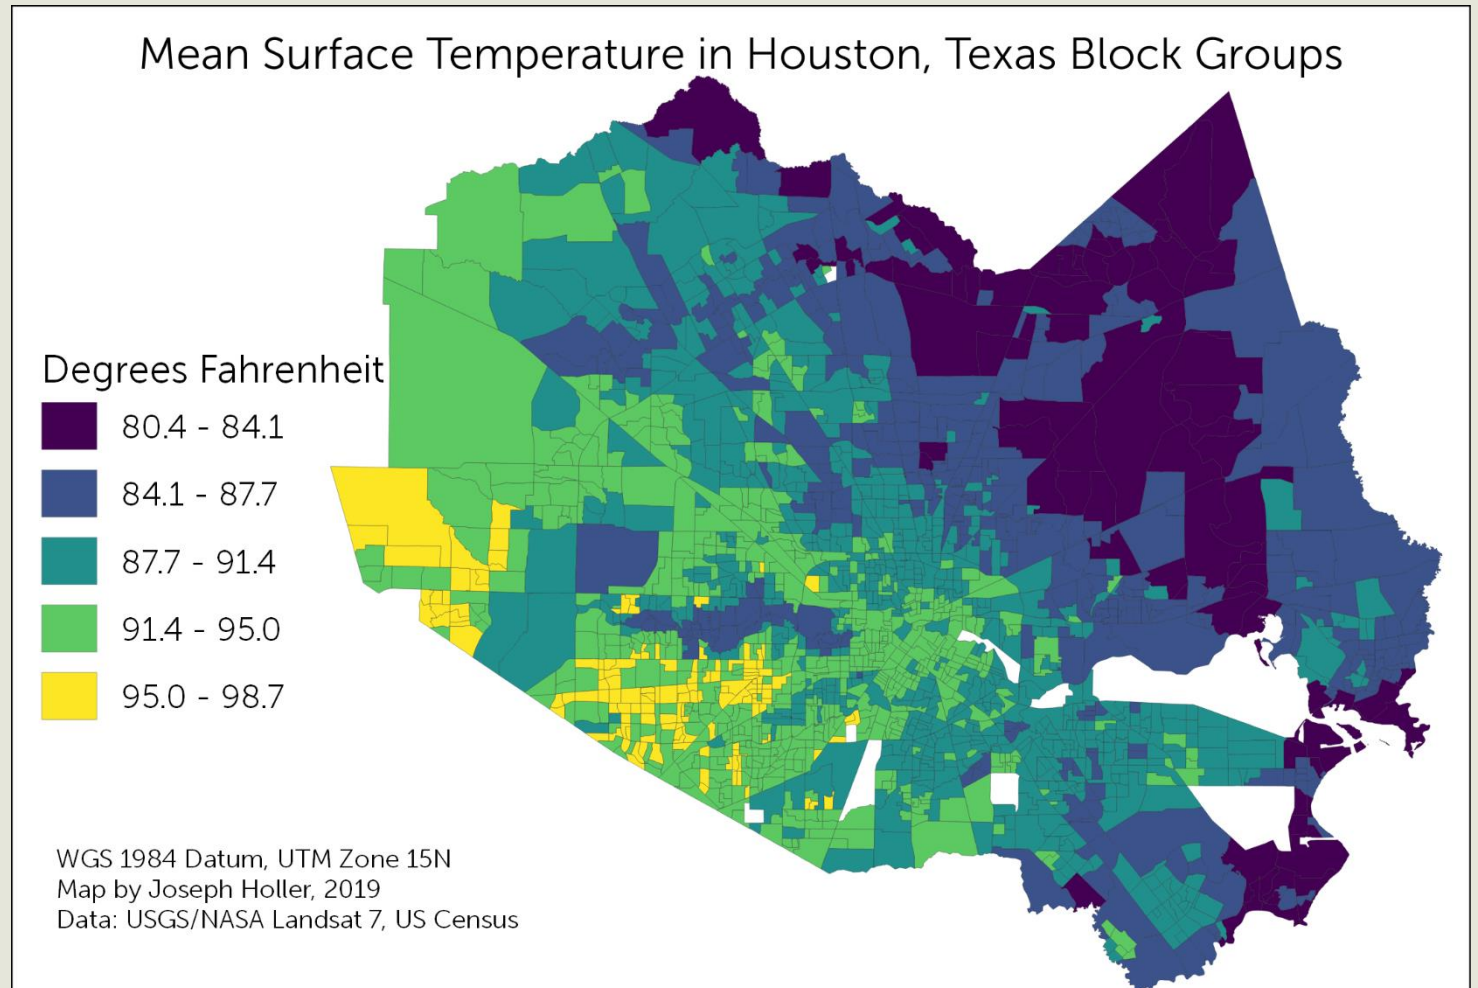 Mean Surface Temperature in Houston, Texas Block Groups
Degrees Fahrenheit
80.4 - 84.1
84.1 - 87.7
87.7 - 91.4
91.4 - 95.0
95.0 - 98.7
WGS 1984 Datum, UTM Zone 15N
Map by Joseph Holler, 2019
Data: USGS/NASA Landsat 7, US Census